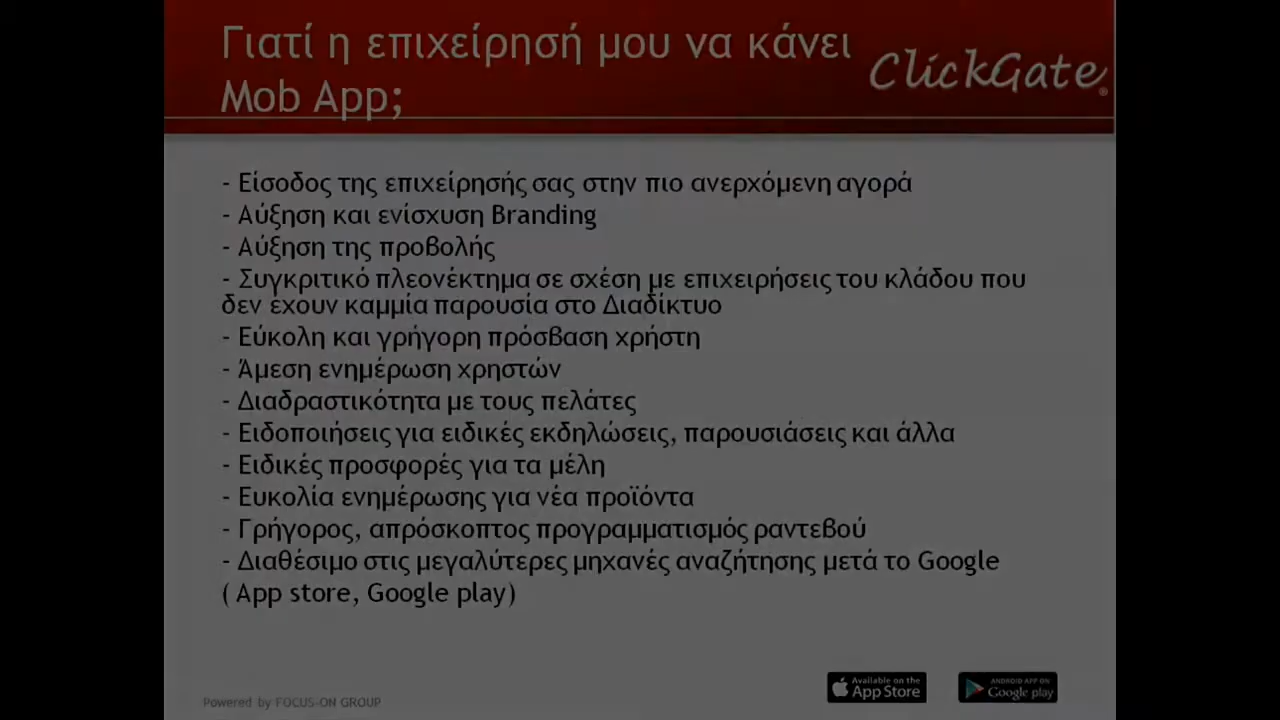 Γιατί η επιχείρησή μου να κάνει
Mob App;
ClickGate®
- Είσοδος της επιχείρησής σας στην πιο ανερχόμενη αγορά
- Αύξηση και ενίσχυση Branding
- Αύξηση της προβολής
- Συγκριτικό πλεονέκτημα σε σχέση με επιχειρήσεις του κλάδου που
δεν έχουν καμμία παρουσία στο Διαδίκτυο
- Εύκολη και γρήγορη πρόσβαση χρήστη
- Άμεση ενημέρωση χρηστών
- Διαδραστικότητα με τους πελάτες
- Ειδοποιήσεις για ειδικές εκδηλώσεις, παρουσιάσεις και άλλα
- Ειδικές προσφορές για τα μέλη
- Ευκολία ενημέρωσης για νέα προϊόντα
- Γρήγορος, απρόσκοπτος προγραμματισμός ραντεβού
- Διαθέσιμο στις μεγαλύτερες μηχανές αναζήτησης μετά το Google
( App store, Google play)
Powered by FOCUS-ON GROUP
Available on the
App Store
ANDROID APP ON
Google play